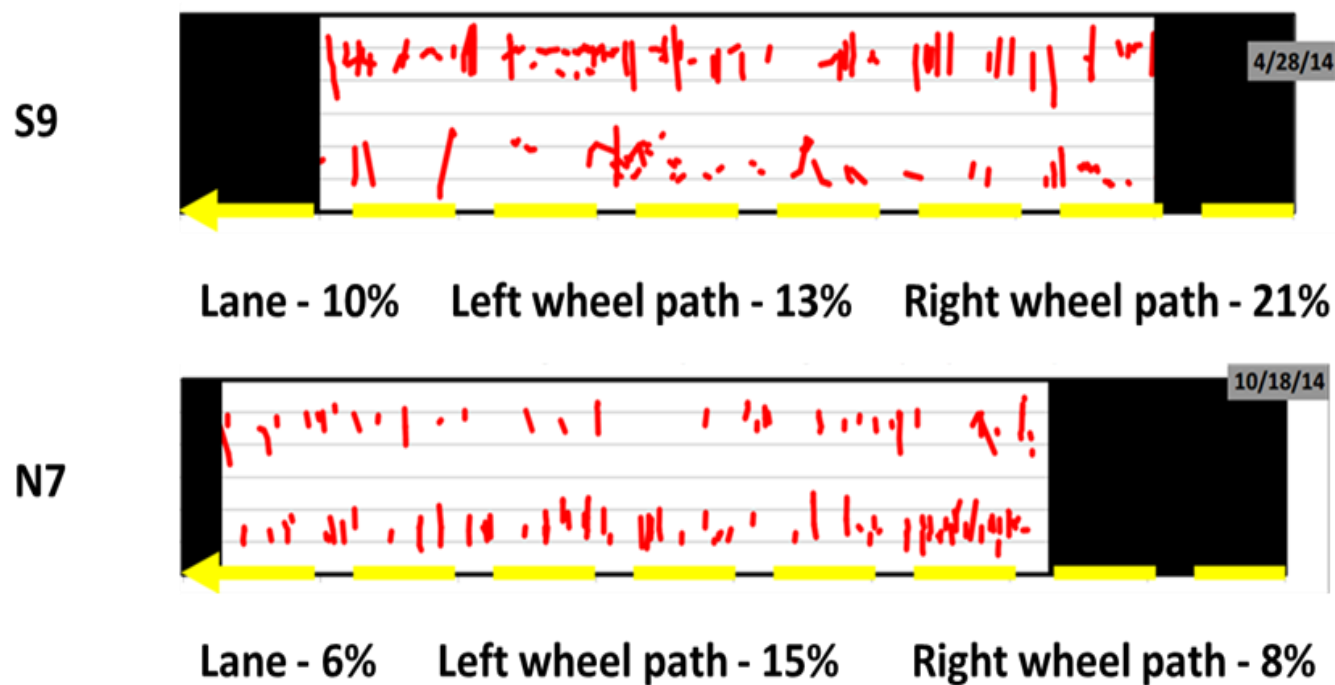 4/28/14
S9
Lane - 10% Left wheel path - 13% Right wheel path - 21%
10/18/14
N7
Lane - 6% Left wheel path - 15% Right wheel path - 8%